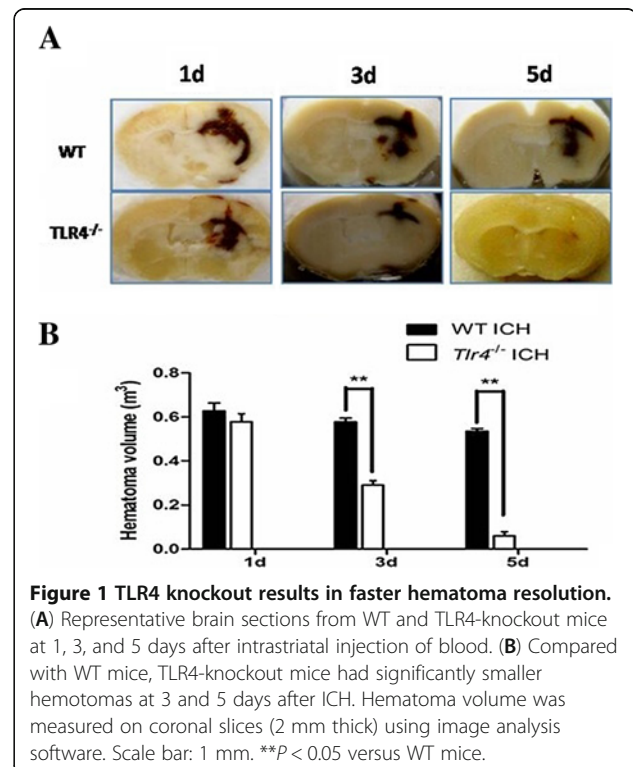 A
1d 3d 5d
WT
TLR4-/-
B
WT ICH
Tlr4-/- ICH
Hematoma volume (m³)
0.8
0.6
0.4
0.2
0.0
**
**
1d 3d 5d
Figure 1 TLR4 knockout results in faster hematoma resolution.
(A) Representative brain sections from WT and TLR4-knockout mice
at 1, 3, and 5 days after intrastriatal injection of blood. (B) Compared
with WT mice, TLR4-knockout mice had significantly smaller
hemotomas at 3 and 5 days after ICH. Hematoma volume was
measured on coronal slices (2 mm thick) using image analysis
software. Scale bar: 1 mm. **P < 0.05 versus WT mice.